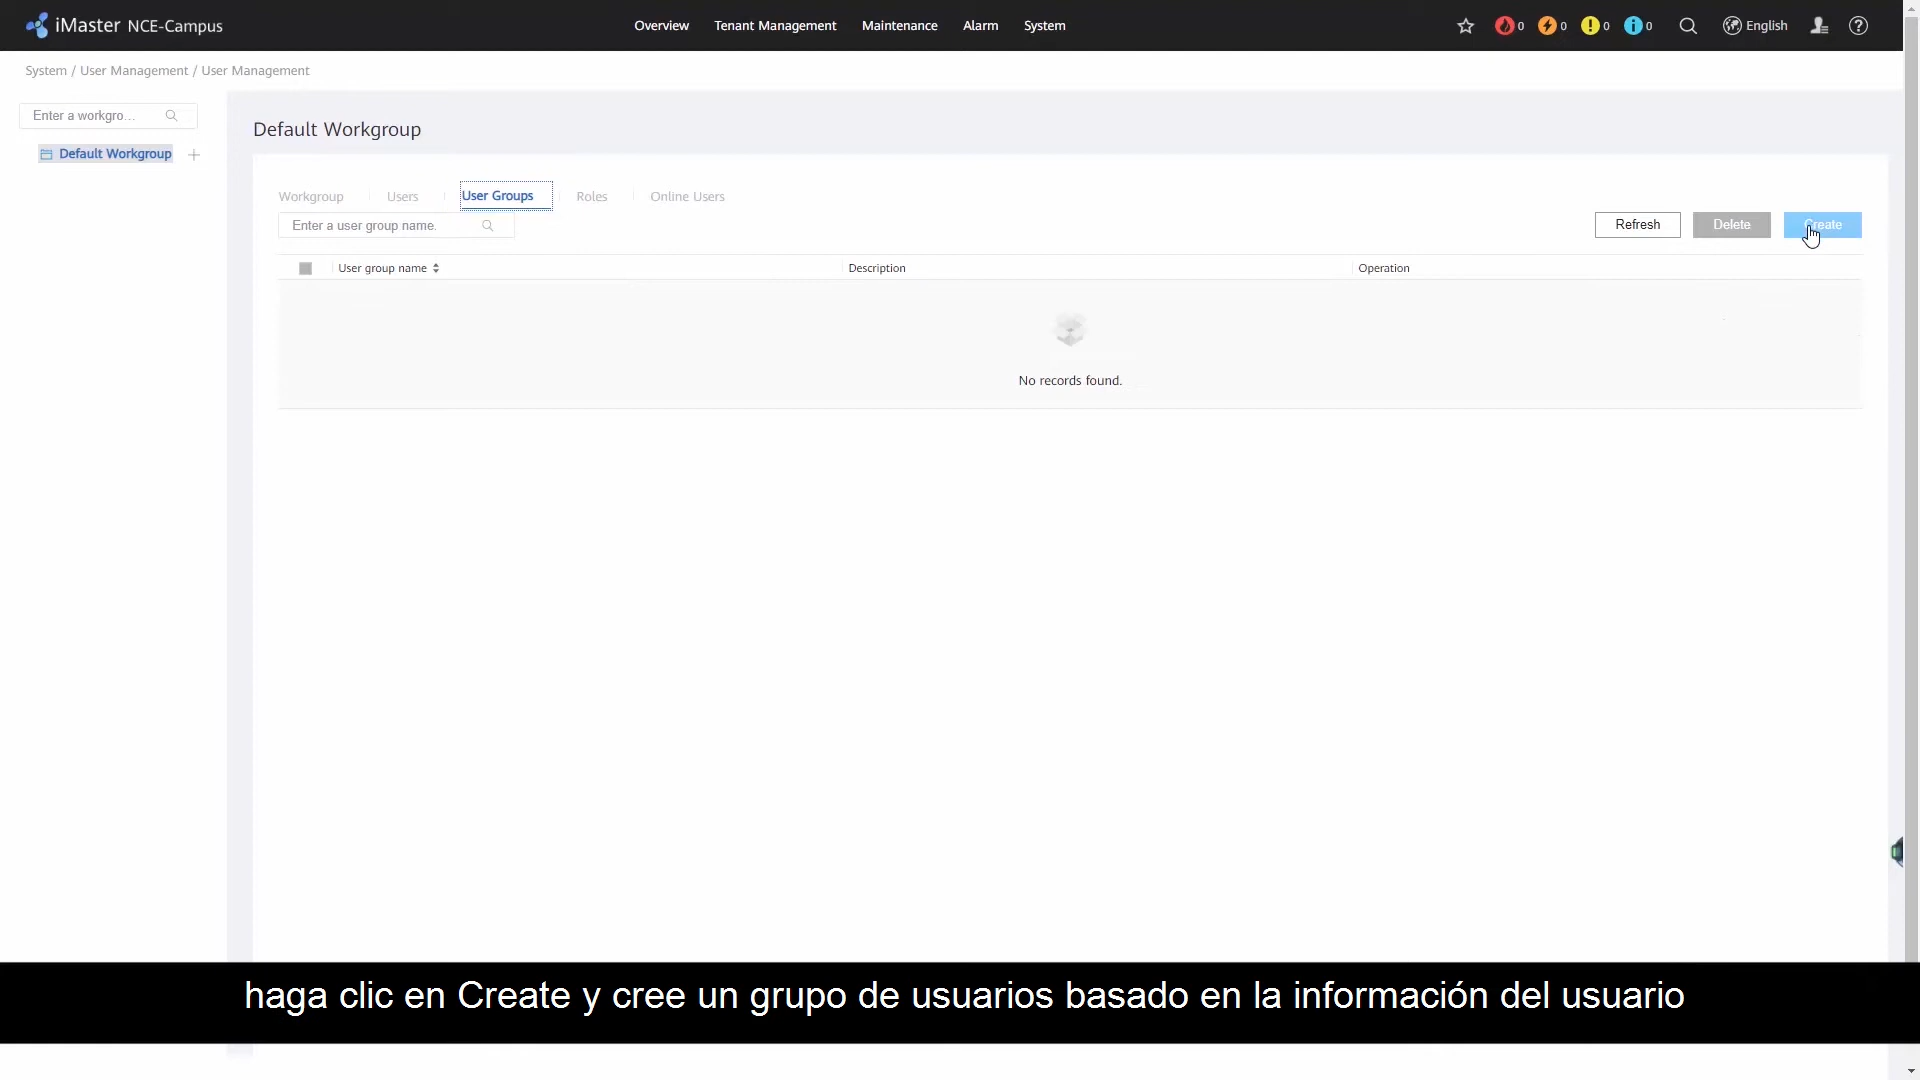 iMaster NCE-Campus
Overview Tenant Management Maintenance Alarm System
0 0 0 0 English
System / User Management / User Management
Enter a workgro...
Default Workgroup
Default Workgroup
Workgroup Users User Groups Roles Online Users
Enter a user group name.
Refresh Delete Create
User group name Description Operation
No records found.
haga clic en Create y cree un grupo de usuarios basado en la información del usuario